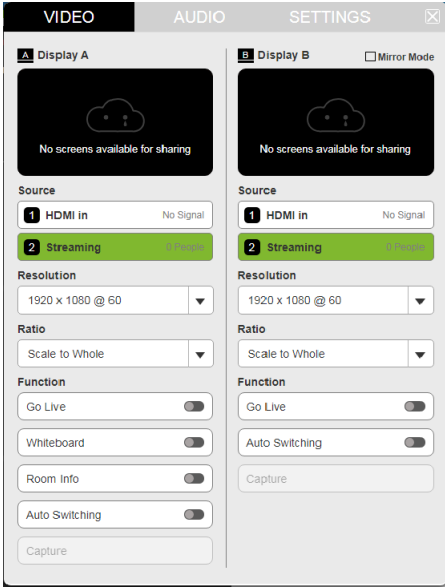 VIDEO AUDIO SETTINGS
A Display A
No screens available for sharing
Source
1 HDMI in No Signal
2 Streaming 0 People
Resolution
1920 x 1080 @ 60
Ratio
Scale to Whole
Function
Go Live
Whiteboard
Room Info
Auto Switching
Capture
B Display B Mirror Mode
No screens available for sharing
Source
1 HDMI in No Signal
2 Streaming 0 People
Resolution
1920 x 1080 @ 60
Ratio
Scale to Whole
Function
Go Live
Auto Switching
Capture